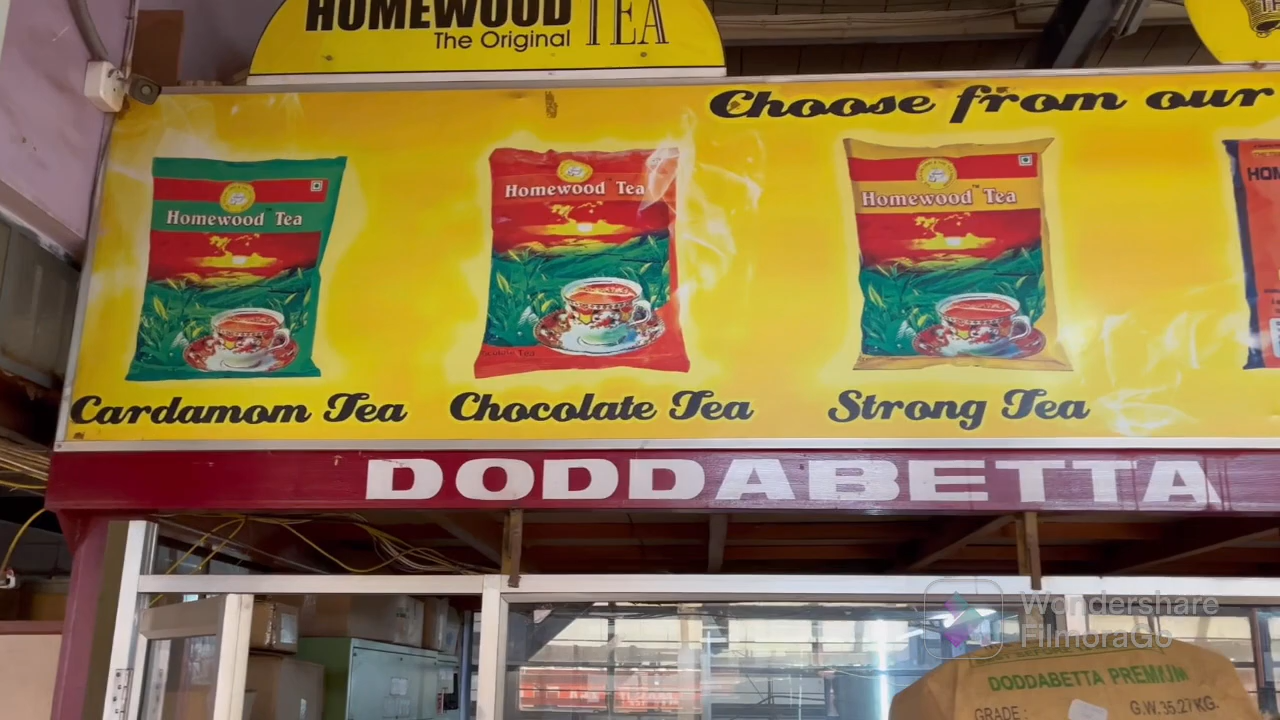 HOMEWOOD TEA
The Original
Choose from our
Homewood Tea
Homewood Tea
Homewood Tea
HOM
Cardamom Tea
Chocolate Tea
Strong Tea
DODDABETTA
Wondershare
FilmoraGo
DODDABETTA PREMIUM
GRADE :
G.W.35.27KG.